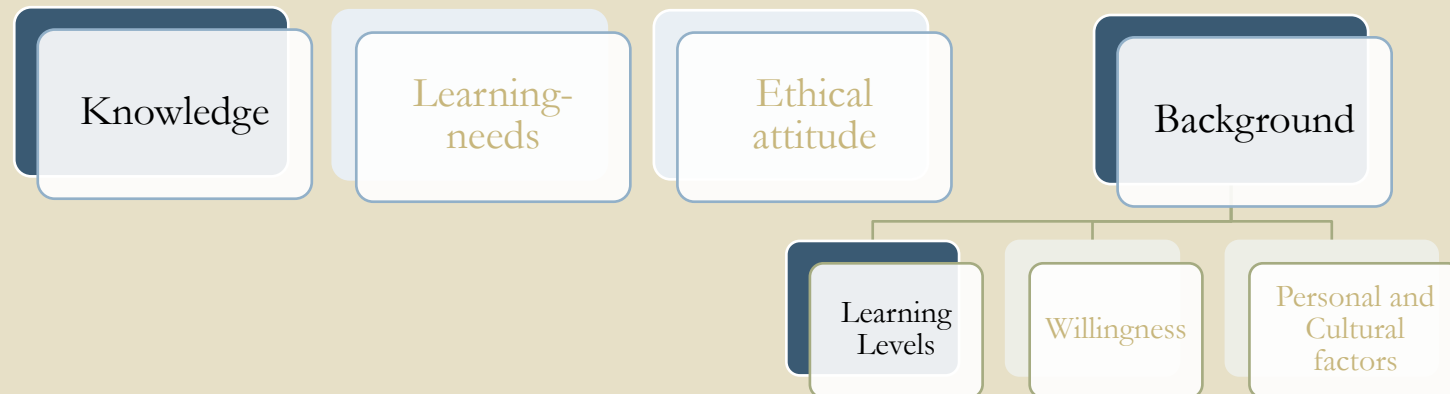 Knowledge
Learning-
needs
Ethical
attitude
Background
Learning
Levels
Willingness
Personal and
Cultural
factors